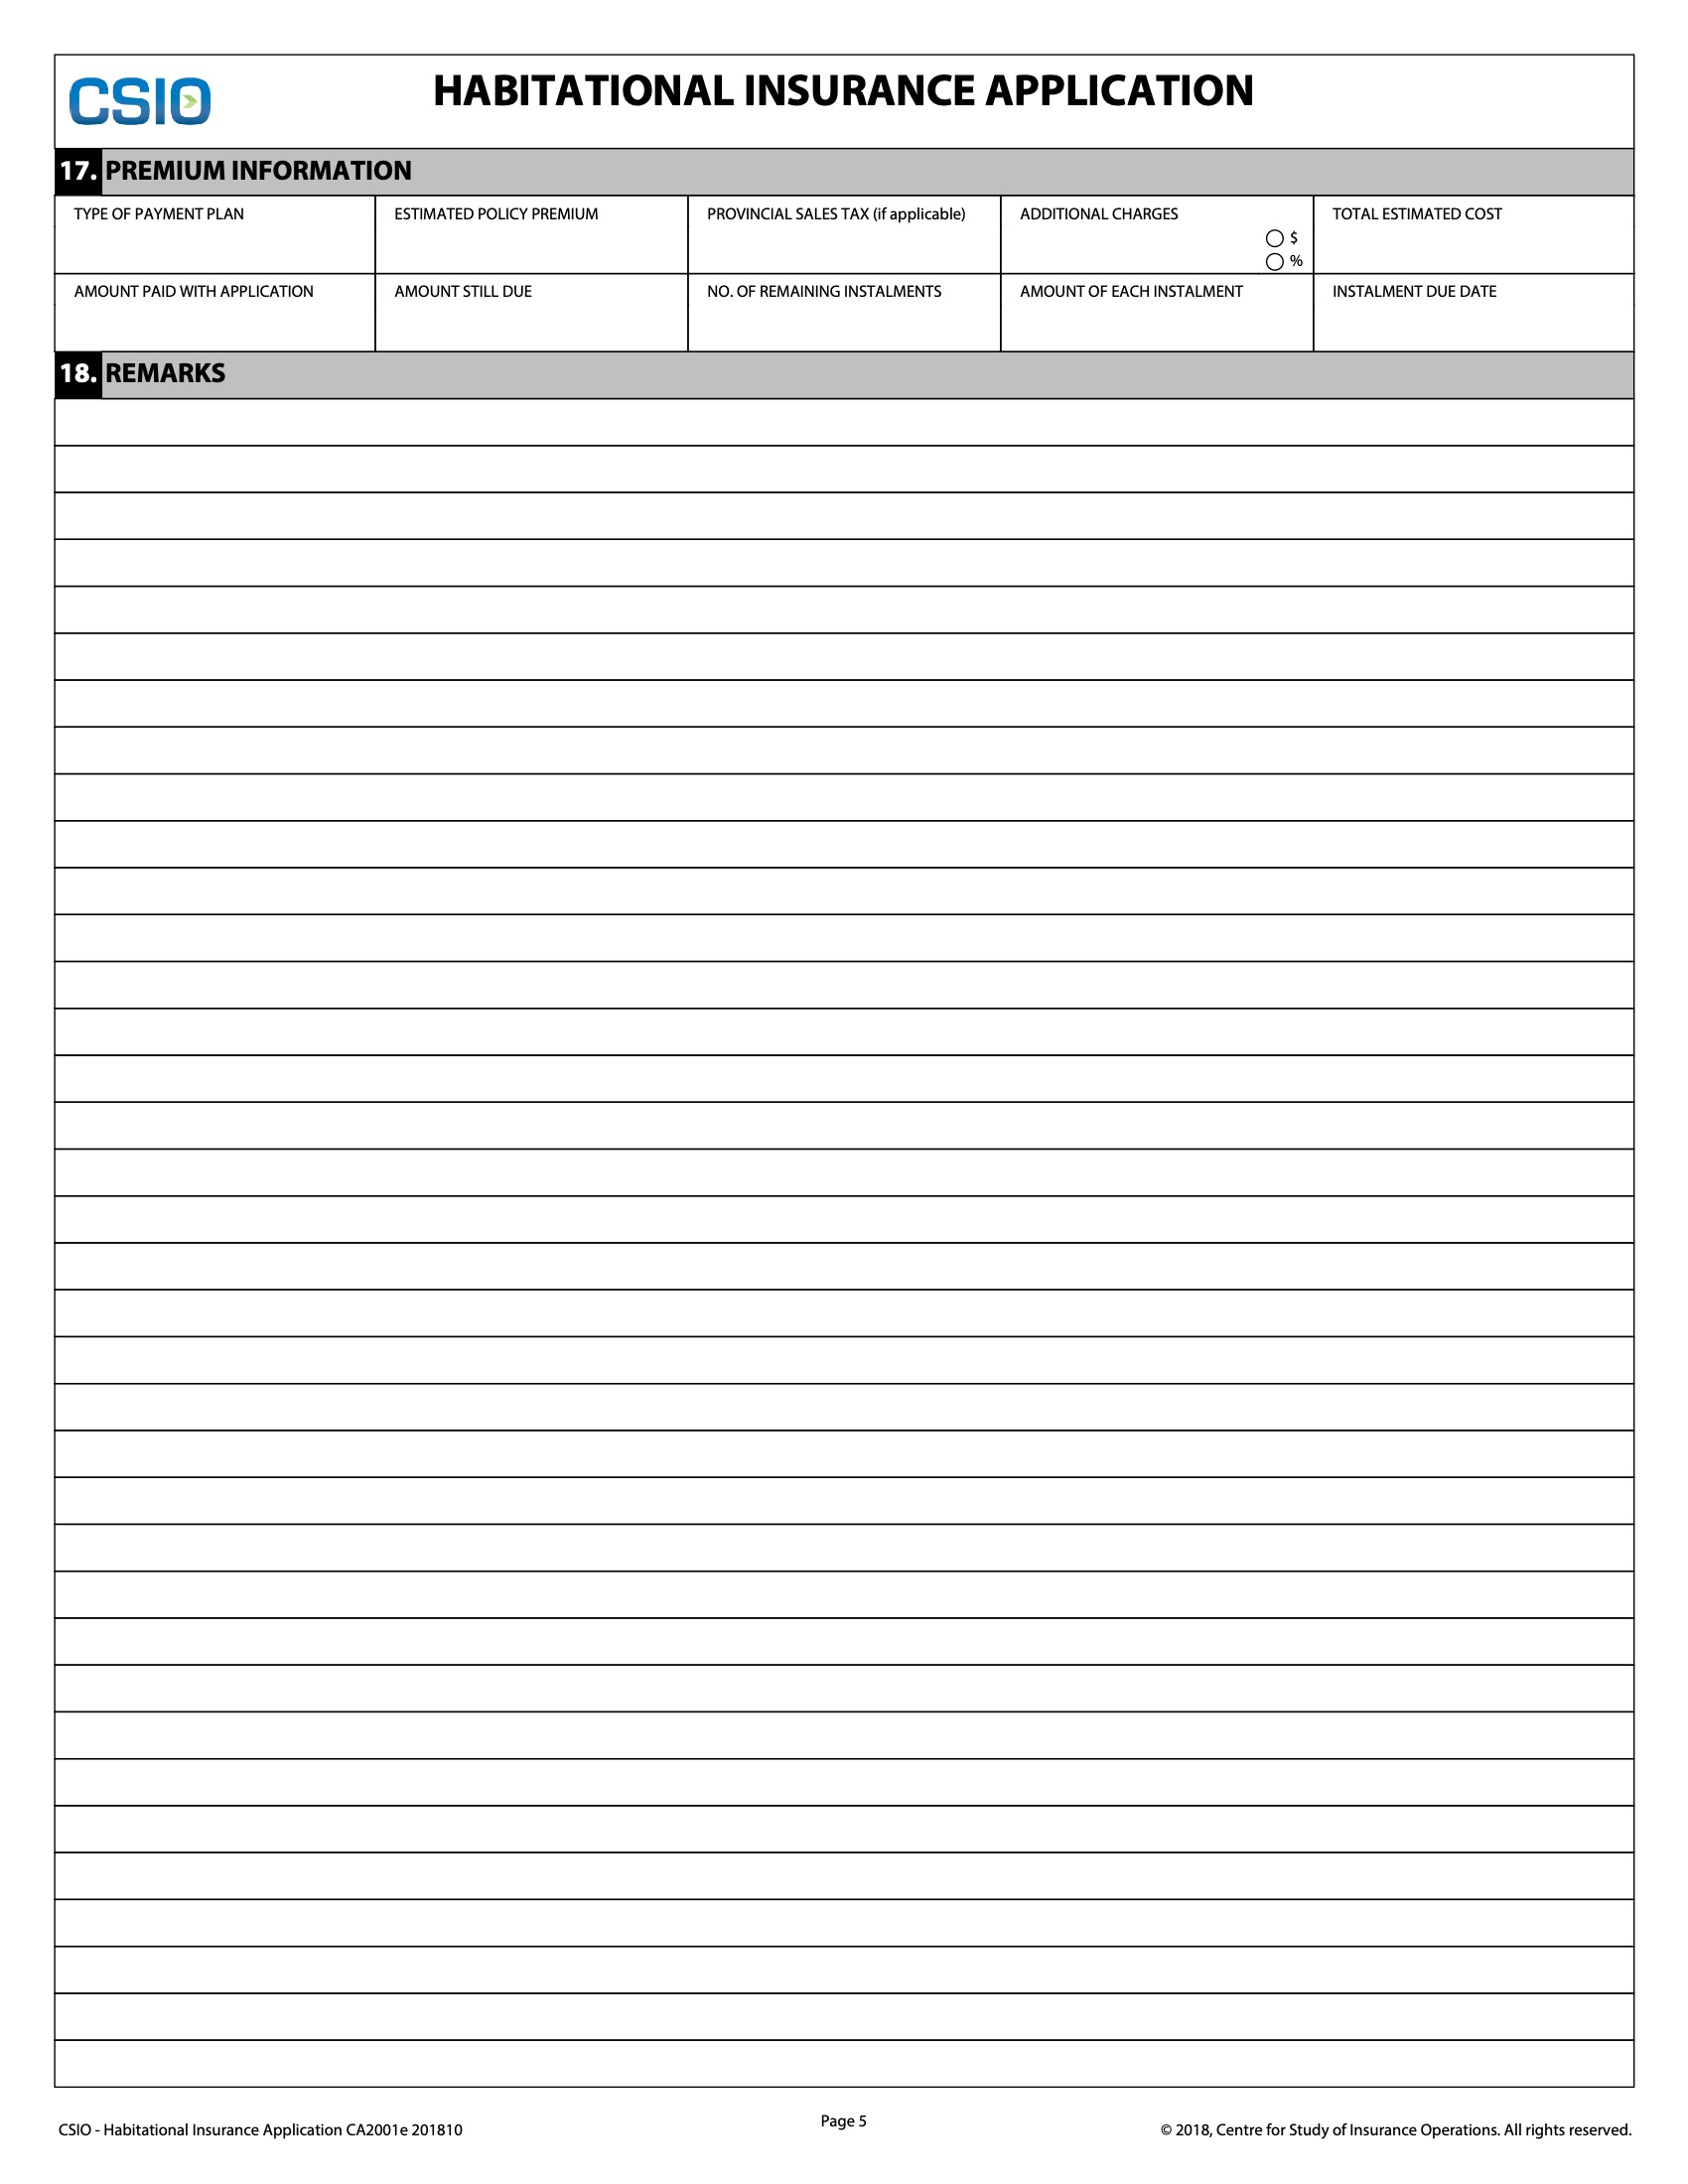 CSIO
HABITATIONAL INSURANCE APPLICATION
17. PREMIUM INFORMATION
TYPE OF PAYMENT PLAN
ESTIMATED POLICY PREMIUM
PROVINCIAL SALES TAX (if applicable)
ADDITIONAL CHARGES
$
%
TOTAL ESTIMATED COST
AMOUNT PAID WITH APPLICATION
AMOUNT STILL DUE
NO. OF REMAINING INSTALMENTS
AMOUNT OF EACH INSTALMENT
INSTALMENT DUE DATE
18. REMARKS
CSIO - Habitational Insurance Application CA2001e 201810
Page 5
© 2018, Centre for Study of Insurance Operations. All rights reserved.